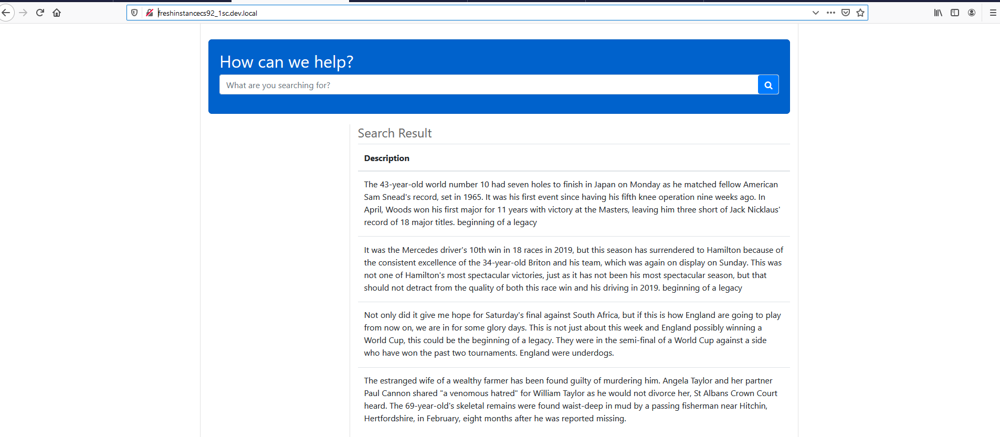 freshinstancecs92_1sc.dev.local
How can we help?
What are you searching for?
Search Result
Description
The 43-year-old world number 10 had seven holes to finish in Japan on Monday as he matched fellow American
Sam Snead's record, set in 1965. It was his first event since having his fifth knee operation nine weeks ago. In
April, Woods won his first major for 11 years with victory at the Masters, leaving him three short of Jack Nicklaus'
record of 18 major titles. beginning of a legacy
It was the Mercedes driver's 10th win in 18 races in 2019, but this season has surrendered to Hamilton because of
the consistent excellence of the 34-year-old Briton and his team, which was again on display on Sunday. This was
not one of Hamilton's most spectacular victories, just as it has not been his most spectacular season, but that
should not detract from the quality of both this race win and his driving in 2019. beginning of a legacy
Not only did it give me hope for Saturday's final against South Africa, but if this is how England are going to play
from now on, we are in for some glory days. This is not just about this week and England possibly winning a
World Cup, this could be the beginning of a legacy. They were in the semi-final of a World Cup against a side
who have won the past two tournaments. England were underdogs.
The estranged wife of a wealthy farmer has been found guilty of murdering him. Angela Taylor and her partner
Paul Cannon shared "a venomous hatred" for William Taylor as he would not divorce her, St Albans Crown Court
heard. The 69-year-old's skeletal remains were found waist-deep in mud by a passing fisherman near Hitchin,
Hertfordshire, in February, eight months after he was reported missing.